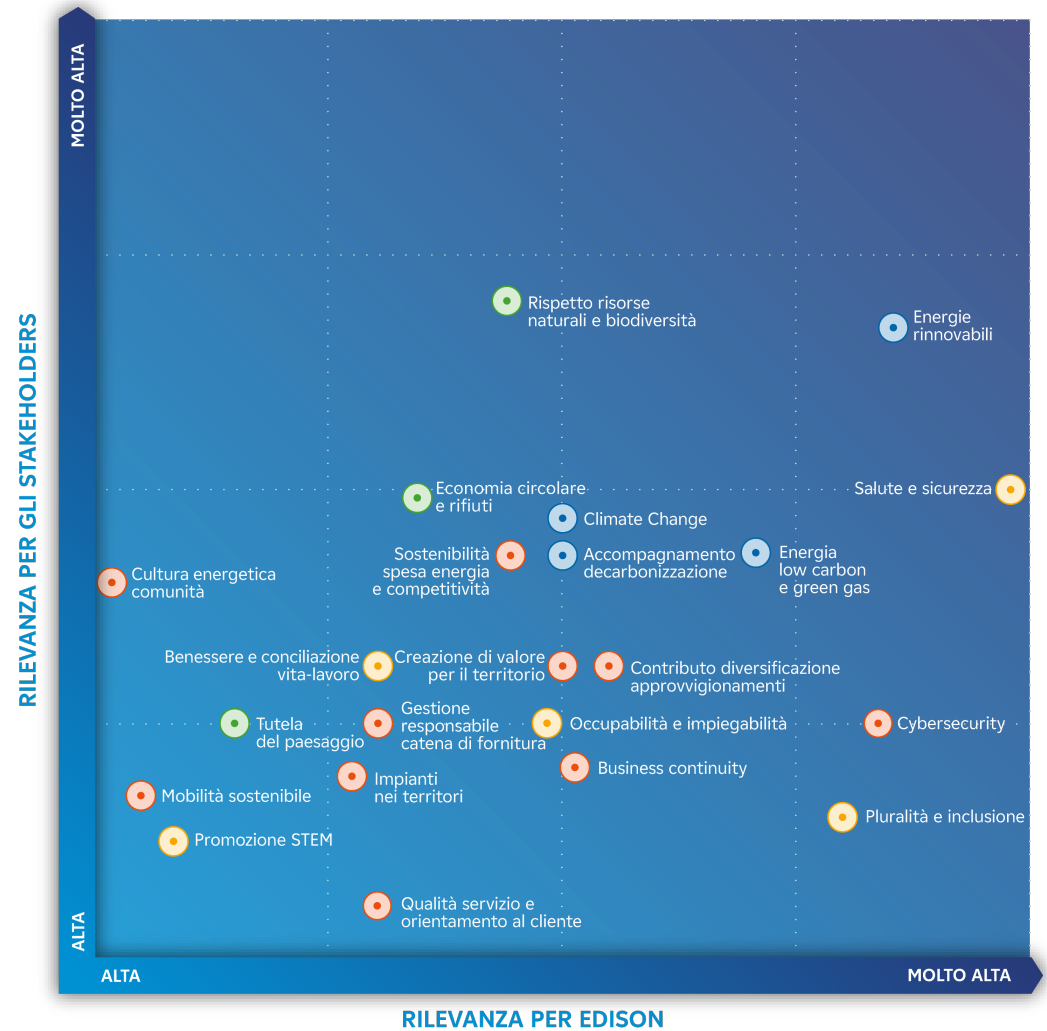 MOLTO ALTA
RILEVANZA PER GLI STAKEHOLDERS
ALTA
Rispetto risorse
naturali e biodiversità
Energie
rinnovabili
Economia circolare
e rifiuti
Salute e sicurezza
Climate Change
Sostenibilità
spesa energia
e competitività
Accompagnamento
decarbonizzazione
Energia
low carbon
e green gas
Cultura energetica
comunità
Benessere e conciliazione
vita-lavoro
Creazione di valore
per il territorio
Contributo diversificazione
approvvigionamenti
Tutela
del paesaggio
Gestione
responsabile
catena di fornitura
Occupabilità e impiegabilità
Cybersecurity
Business continuity
Impianti
nei territori
Mobilità sostenibile
Pluralità e inclusione
Promozione STEM
Qualità servizio e
orientamento al cliente
ALTA
MOLTO ALTA
RILEVANZA PER EDISON